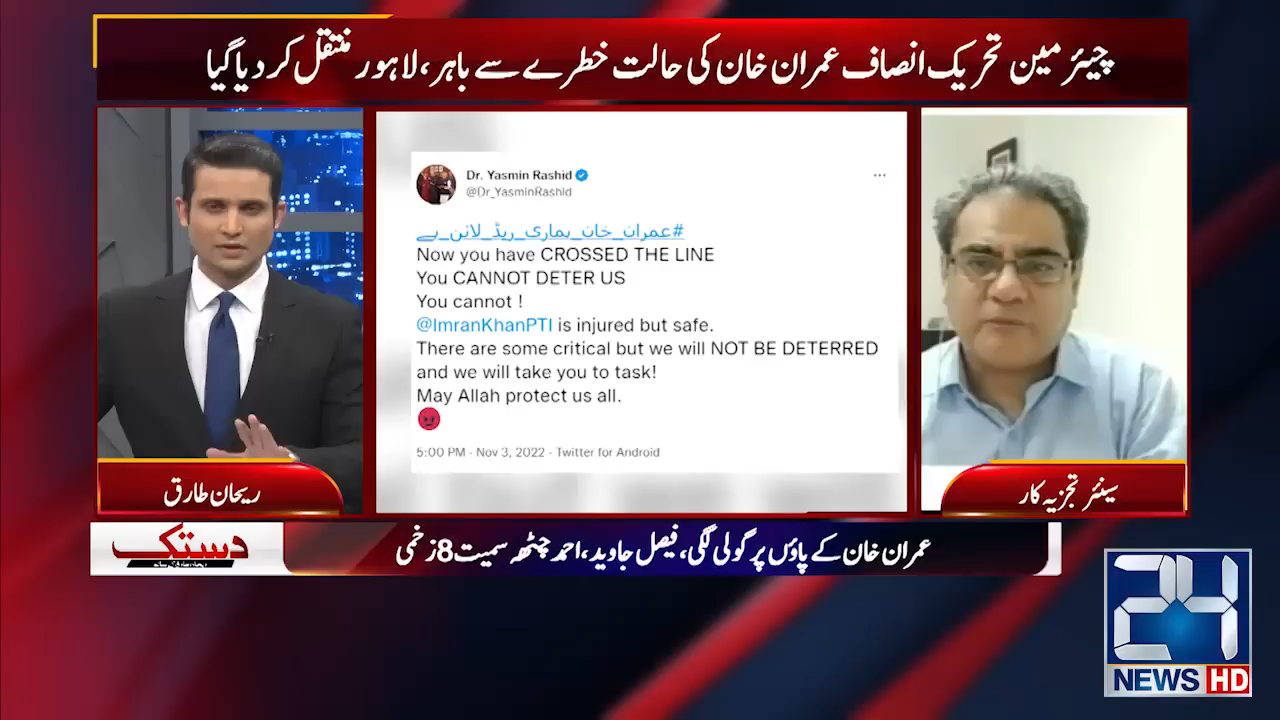 چیئرمین تحریک انصاف عمران خان کی حالت خطرے سے باہر، لاہور منتقل کر دیا گیا
Dr. Yasmin Rashid
@Dr_YasminRashid
#عمران_خان_ہماری_ریڈ_لائن_ہے
Now you have CROSSED THE LINE
You CANNOT DETER US
You cannot !
@ImranKhanPTI is injured but safe.
There are some critical but we will NOT BE DETERRED
and we will take you to task!
May Allah protect us all.
5:00 PM · Nov 3, 2022 · Twitter for Android
ریحان طارق
سینئر تجزیہ کار
دستک
عمران خان کے پاؤں پر گولی لگی، فیصل جاوید، احمد چٹھہ سمیت 8 زخمی
24
NEWS HD